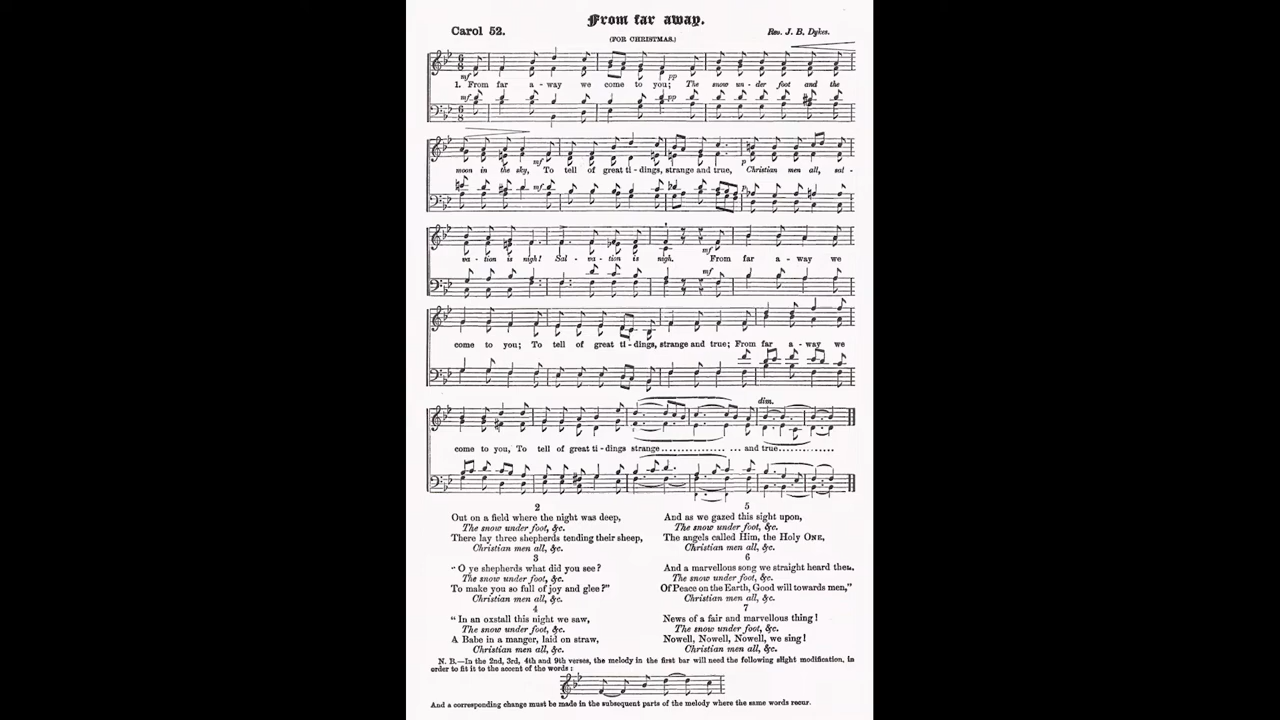 From far away.
Carol 52.
(FOR CHRISTMAS.)
Rev. J. B. Dykes.
mf
pp
1. From far a - way we come to you; The snow un - der foot and the
mf
pp
mf
p
moon in the sky, To tell of great ti - dings, strange and true, Christian men all, sal -
mf
p
va - tion is nigh! Sal - va - tion is nigh. From far a - way we
mf
mf
come to you; To tell of great ti - dings, strange and true; From far a - way we
dim.
come to you, To tell of great ti - dings strange.................. ... and true.............
2
Out on a field where the night was deep,
The snow under foot, &c.
There lay three shepherds tending their sheep,
Christian men all, &c.
3
"O ye shepherds what did you see?
The snow under foot, &c.
To make you so full of joy and glee?"
Christian men all, &c.
4
"In an oxstall this night we saw,
The snow under foot, &c.
A Babe in a manger, laid on straw,
Christian men all, &c.
5
And as we gazed this sight upon,
The snow under foot, &c.
The angels called Him, the Holy ONE,
Christian men all, &c.
6
And a marvellous song we straight heard then.
The snow under foot, &c.
Of Peace on the Earth, Good will towards men,"
Christian men all, &c.
7
News of a fair and marvellous thing!
The snow under foot, &c.
Nowell, Nowell, Nowell, we sing!
Christian men all, &c.
N. B.—In the 2nd, 3rd, 4th and 9th verses, the melody in the first bar will need the following slight modification, in
order to fit it to the accent of the words:
And a corresponding change must be made in the subsequent parts of the melody where the same words recur.